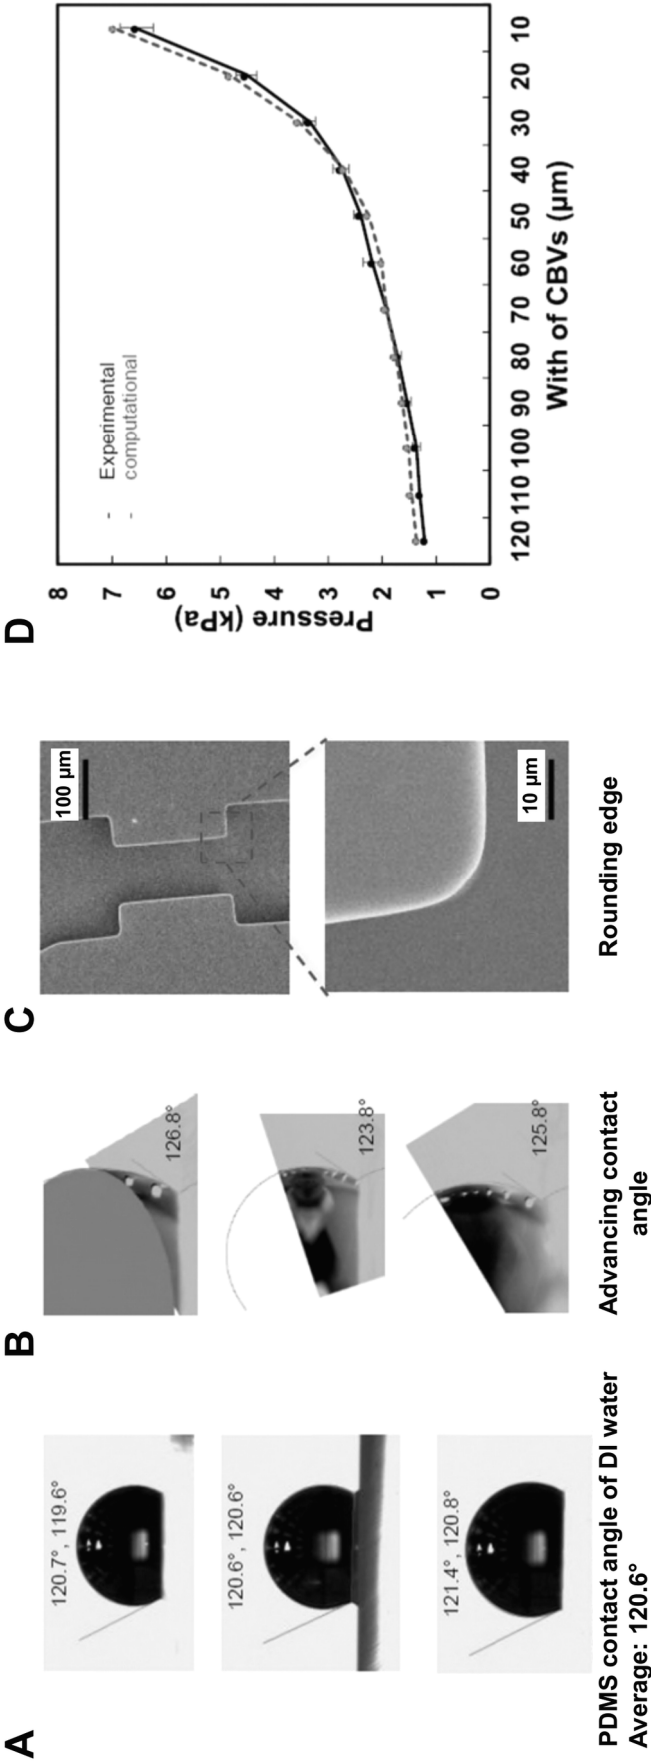 A
120.7°, 119.6°
120.6°, 120.6°
121.4°, 120.8°
PDMS contact angle of DI water
Average: 120.6°
B
126.8°
123.8°
125.8°
Advancing contact
angle
C
100 μm
10 μm
Rounding edge
D
8
7
6
5
4
3
2
1
0
Pressure (kPa)
- Experimental
- computational
120 110 100 90 80 70 60 50 40 30 20 10
With of CBVs (μm)